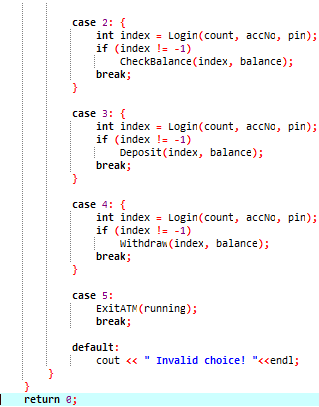 case 2: {
int index = Login(count, accNo, pin);
if (index != -1)
CheckBalance(index, balance);
break;
}
case 3: {
int index = Login(count, accNo, pin);
if (index != -1)
Deposit(index, balance);
break;
}
case 4: {
int index = Login(count, accNo, pin);
if (index != -1)
Withdraw(index, balance);
break;
}
case 5:
ExitATM(running);
break;
default:
cout << " Invalid choice! "<<endl;
}
}
return 0;